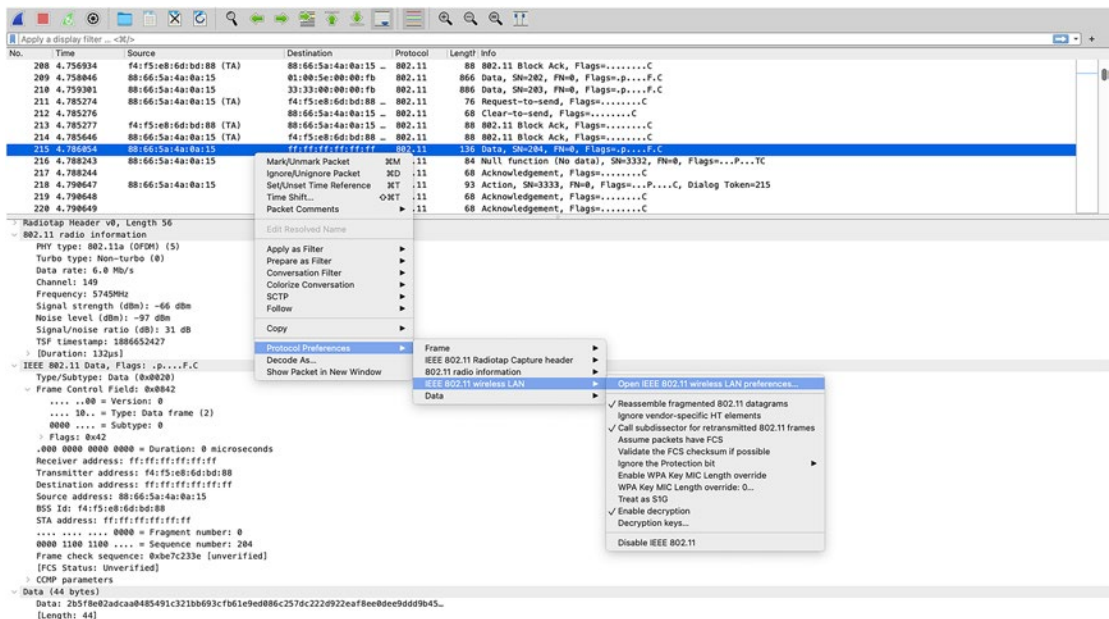 Apply a display filter ... <⌘/>
No. Time Source Destination Protocol Length Info
208 4.756934 f4:f5:e8:6d:bd:88 (TA) 88:66:5a:4a:0a:15 … 802.11 88 802.11 Block Ack, Flags=........C
209 4.758046 88:66:5a:4a:0a:15 01:00:5e:00:00:fb 802.11 866 Data, SN=202, FN=0, Flags=.p....F.C
210 4.759301 88:66:5a:4a:0a:15 33:33:00:00:00:fb 802.11 886 Data, SN=203, FN=0, Flags=.p....F.C
211 4.785274 88:66:5a:4a:0a:15 (TA) f4:f5:e8:6d:bd:88 … 802.11 76 Request-to-send, Flags=........C
212 4.785276 88:66:5a:4a:0a:15 … 802.11 68 Clear-to-send, Flags=........C
213 4.785277 f4:f5:e8:6d:bd:88 (TA) 88:66:5a:4a:0a:15 … 802.11 88 802.11 Block Ack, Flags=........C
214 4.785646 88:66:5a:4a:0a:15 (TA) f4:f5:e8:6d:bd:88 … 802.11 88 802.11 Block Ack, Flags=........C
215 4.786054 88:66:5a:4a:0a:15 ff:ff:ff:ff:ff:ff 802.11 136 Data, SN=204, FN=0, Flags=.p....F.C
216 4.788243 88:66:5a:4a:0a:15 .11 84 Null function (No data), SN=3332, FN=0, Flags=...P...TC
217 4.788244 .11 68 Acknowledgement, Flags=........C
218 4.790647 88:66:5a:4a:0a:15 .11 93 Action, SN=3333, FN=0, Flags=...P....C, Dialog Token=215
219 4.790648 .11 68 Acknowledgement, Flags=........C
220 4.790649 .11 68 Acknowledgement, Flags=........C
Mark/Unmark Packet ⌘M
Ignore/Unignore Packet ⌘D
Set/Unset Time Reference ⌘T
Time Shift... ⇧⌘T
Packet Comments
Edit Resolved Name
Apply as Filter
Prepare as Filter
Conversation Filter
Colorize Conversation
SCTP
Follow
Copy
Protocol Preferences
Decode As...
Show Packet in New Window
Frame
IEEE 802.11 Radiotap Capture header
802.11 radio information
IEEE 802.11 wireless LAN
Data
Open IEEE 802.11 wireless LAN preferences...
✓ Reassemble fragmented 802.11 datagrams
Ignore vendor-specific HT elements
✓ Call subdissector for retransmitted 802.11 frames
Assume packets have FCS
Validate the FCS checksum if possible
Ignore the Protection bit
Enable WPA Key MIC Length override
WPA Key MIC Length override: 0...
Treat as S1G
✓ Enable decryption
Decryption keys...
Disable IEEE 802.11
Radiotap Header v0, Length 56
802.11 radio information
PHY type: 802.11a (OFDM) (5)
Turbo type: Non-turbo (0)
Data rate: 6.0 Mb/s
Channel: 149
Frequency: 5745MHz
Signal strength (dBm): -66 dBm
Noise level (dBm): -97 dBm
Signal/noise ratio (dB): 31 dB
TSF timestamp: 1886652427
[Duration: 132µs]
IEEE 802.11 Data, Flags: .p....F.C
Type/Subtype: Data (0x0020)
Frame Control Field: 0x0842
.... ..00 = Version: 0
.... 10.. = Type: Data frame (2)
0000 .... = Subtype: 0
Flags: 0x42
.000 0000 0000 0000 = Duration: 0 microseconds
Receiver address: ff:ff:ff:ff:ff:ff
Transmitter address: f4:f5:e8:6d:bd:88
Destination address: ff:ff:ff:ff:ff:ff
Source address: 88:66:5a:4a:0a:15
BSS Id: f4:f5:e8:6d:bd:88
STA address: ff:ff:ff:ff:ff:ff
.... .... .... 0000 = Fragment number: 0
0000 1100 1100 .... = Sequence number: 204
Frame check sequence: 0xbe7c233e [unverified]
[FCS Status: Unverified]
CCMP parameters
Data (44 bytes)
Data: 2b5f8e02adcaa0485491c321bb693cfb61e9ed086c257dc222d922eaf8ee0dee9ddd9b45…
[Length: 44]